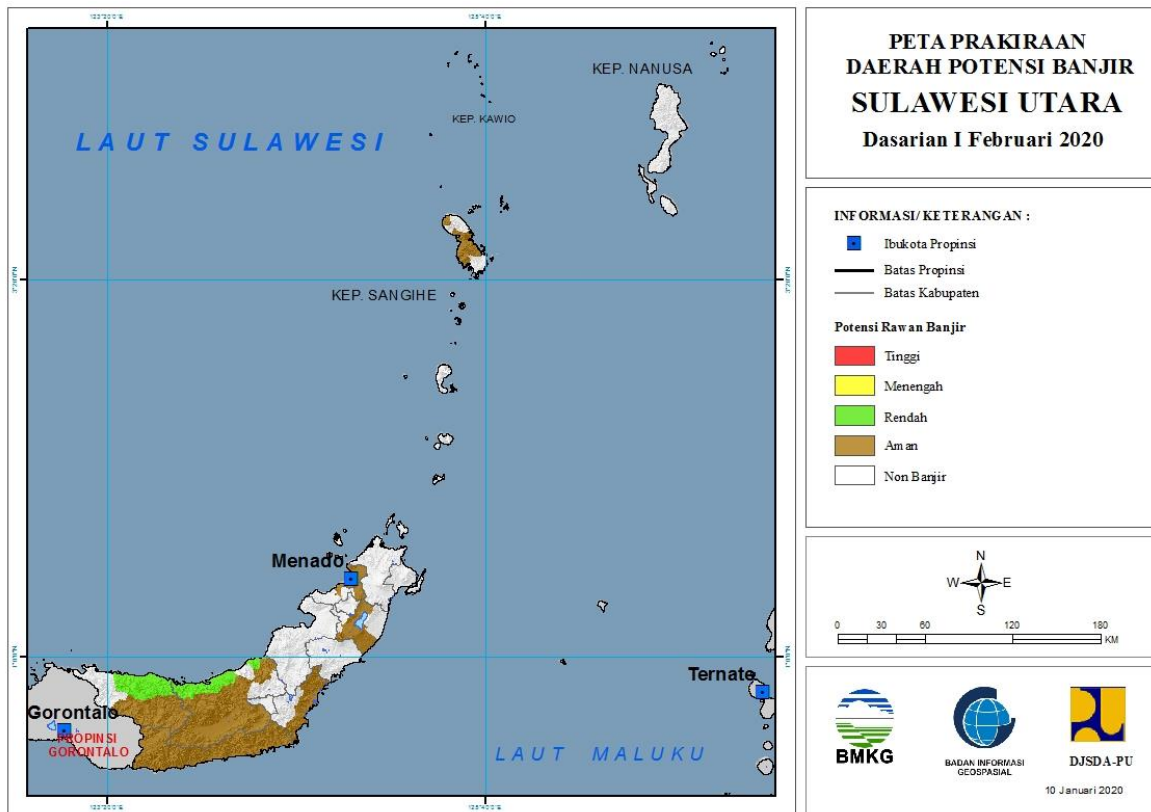 KEP. NANUSA
KEP. KAWIO
LAUT SULAWESI
KEP. SANGIHE
Menado
Ternate
Gorontalo
PROPINSI
GORONTALO
LAUT MALUKU
PETA PRAKIRAAN
DAERAH POTENSI BANJIR
SULAWESI UTARA
Dasarian I Februari 2020
INFORMASI/ KETERANGAN :
Ibukota Propinsi
Batas Propinsi
Batas Kabupaten
Potensi Rawan Banjir
Tinggi
Menengah
Rendah
Aman
Non Banjir
N
W E
S
0 30 60 120 180
KM
BMKG
BADAN INFORMASI
GEOSPASIAL
DJSDA-PU
10 Januari 2020